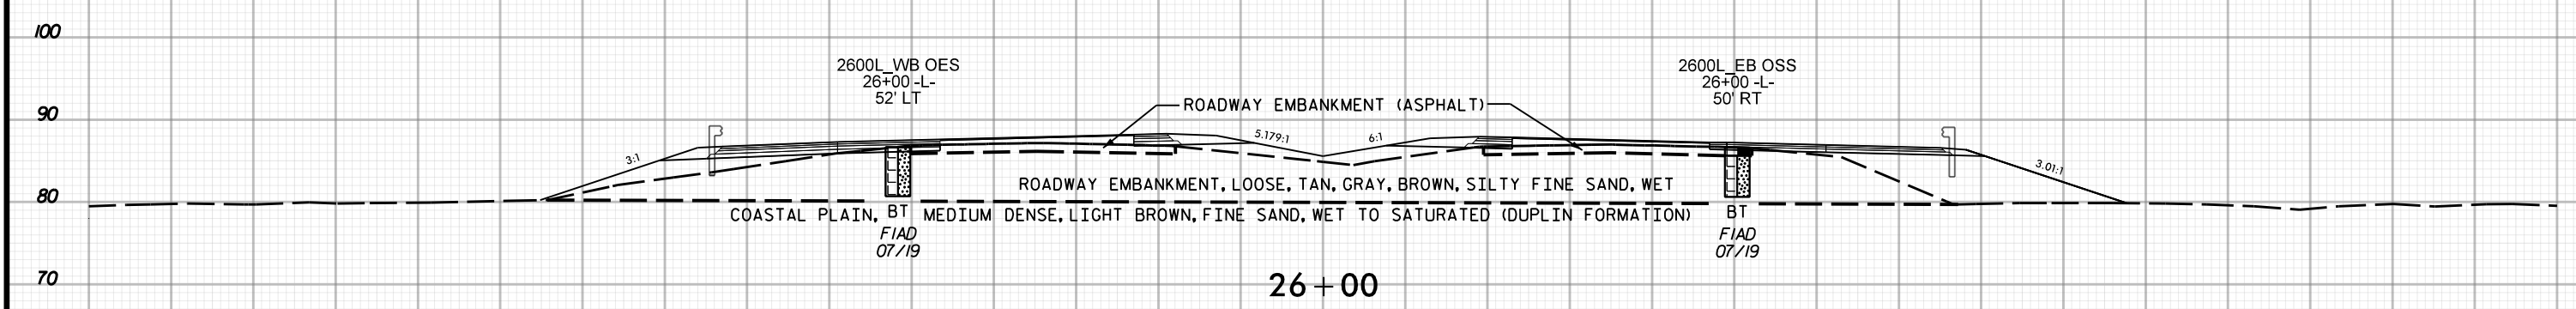 100
2600L_WB OES
26+00 -L-
52' LT
2600L_EB OSS
26+00 -L-
50' RT
90
ROADWAY EMBANKMENT (ASPHALT)
5.179:1
6:1
3:1
3.01:1
ROADWAY EMBANKMENT, LOOSE, TAN, GRAY, BROWN, SILTY FINE SAND, WET
80
COASTAL PLAIN, MEDIUM DENSE, LIGHT BROWN, FINE SAND, WET TO SATURATED (DUPLIN FORMATION)
BT
FIAD
07/19
BT
FIAD
07/19
70
26+00